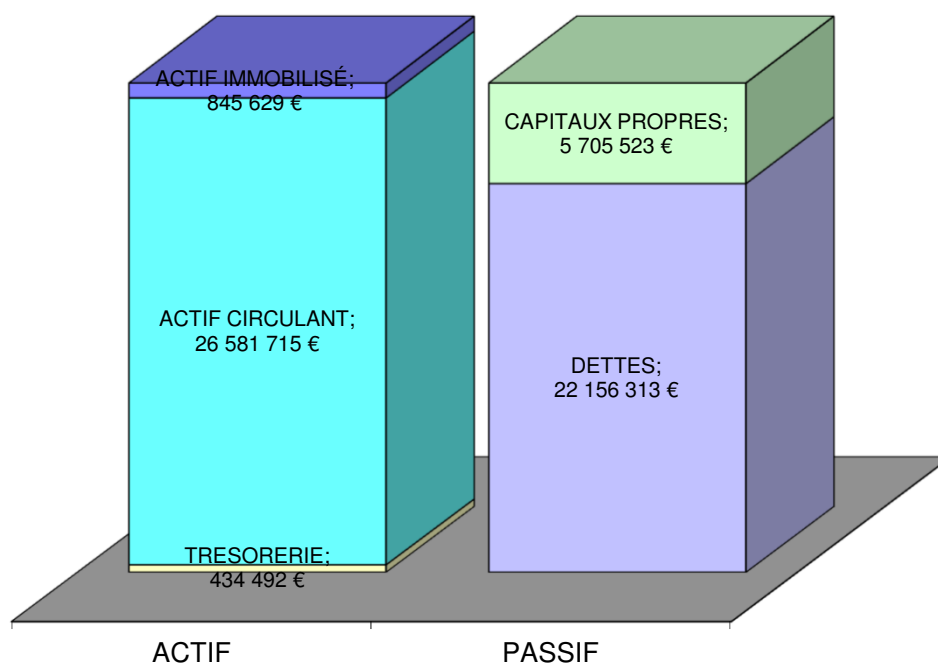 ACTIF IMMOBILISÉ;
845 629 €
CAPITAUX PROPRES;
5 705 523 €
ACTIF CIRCULANT;
26 581 715 €
DETTES;
22 156 313 €
TRESORERIE;
434 492 €
ACTIF
PASSIF